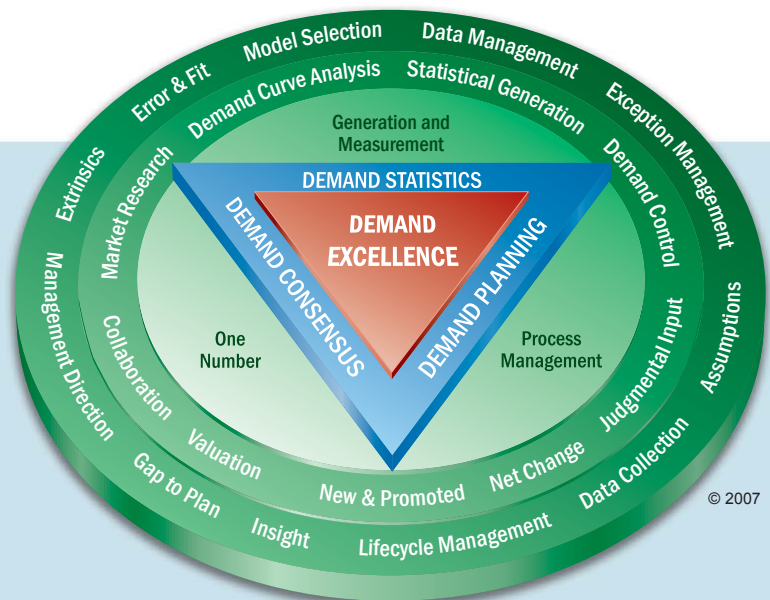 Model Selection
Data Management
Error & Fit
Exception Management
Extrinsics
Demand Curve Analysis
Statistical Generation
Market Research
Demand Control
Generation and
Measurement
DEMAND STATISTICS
DEMAND
EXCELLENCE
DEMAND CONSENSUS
DEMAND PLANNING
One
Number
Process
Management
Management Direction
Collaboration
Judgmental Input
Assumptions
Valuation
New & Promoted
Net Change
Data Collection
Gap to Plan
Insight
Lifecycle Management
© 2007